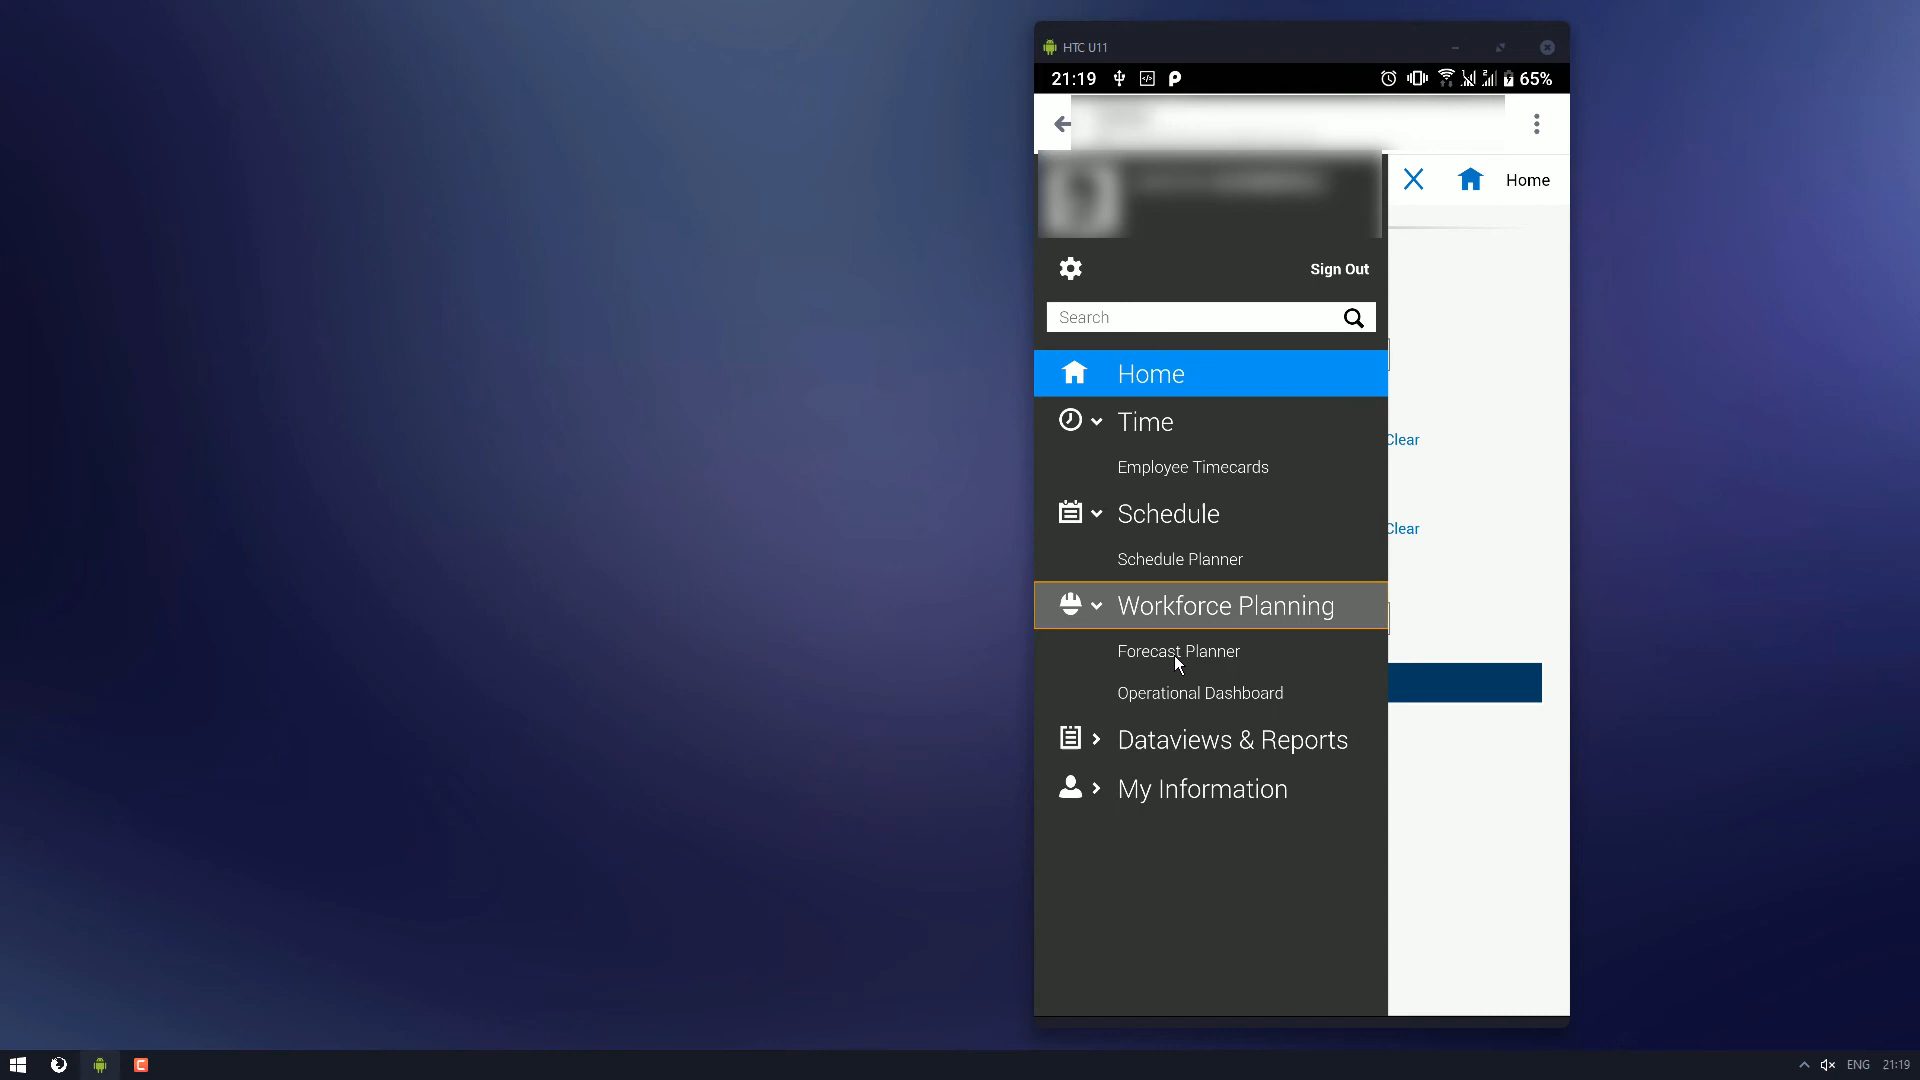 HTC U11
21:19 65%
Home
Sign Out
Search
Home
Time
Clear
Employee Timecards
Schedule
Clear
Schedule Planner
Workforce Planning
Forecast Planner
Operational Dashboard
Dataviews & Reports
My Information
ENG 21:19